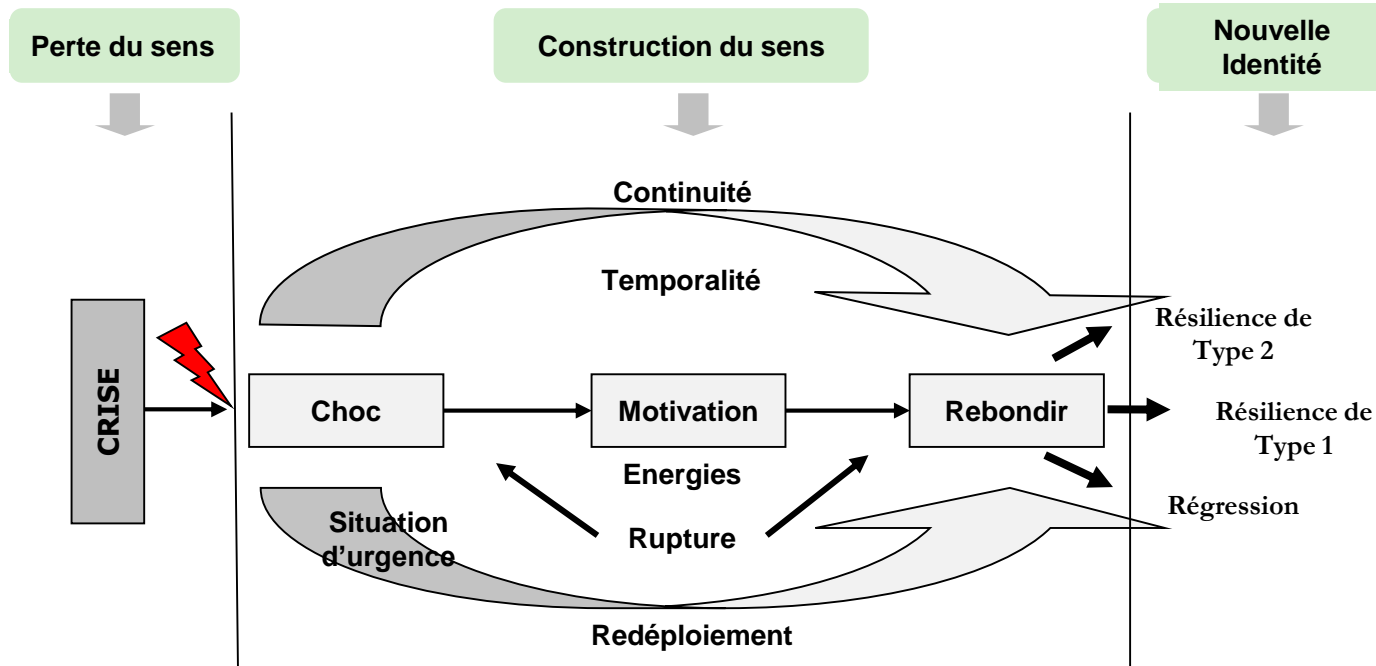 Perte du sens
Construction du sens
Nouvelle
Identité
Continuité
Temporalité
CRISE
Choc
Motivation
Rebondir
Résilience de
Type 2
Résilience de
Type 1
Régression
Energies
Situation
d'urgence
Rupture
Redéploiement